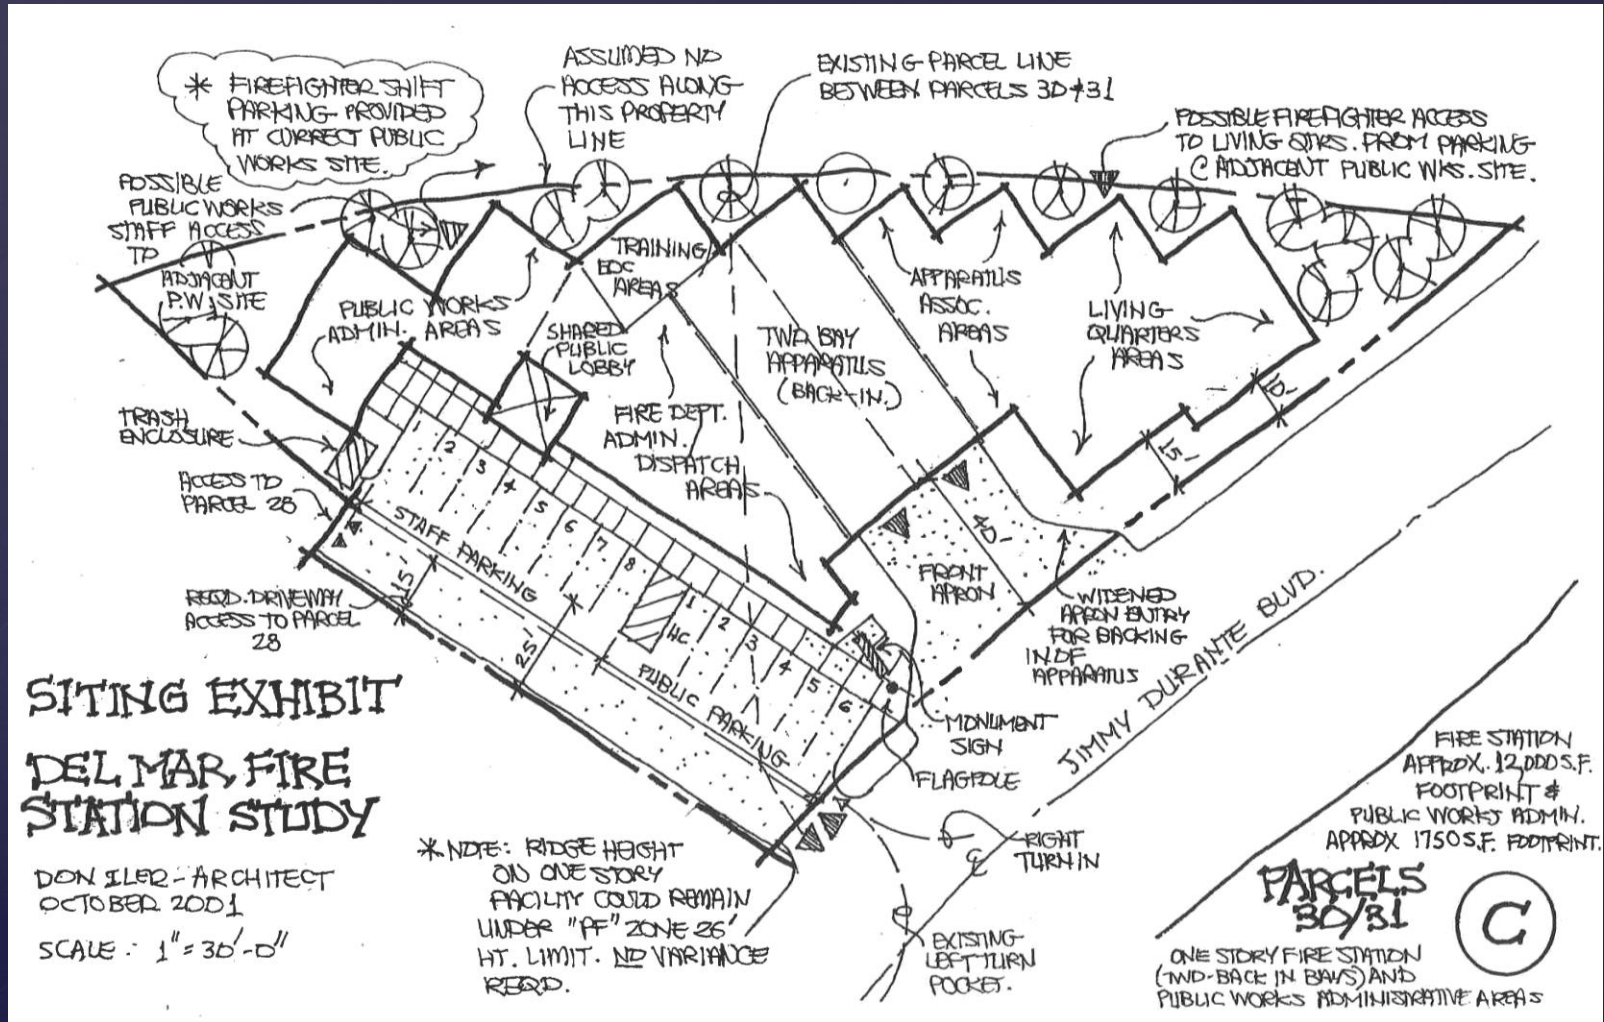 * FIREFIGHTER SHIFT
PARKING PROVIDED
AT CURRECT PUBLIC
WORKS SITE.
ASSUMED NO
ACCESS ALONG
THIS PROPERTY
LINE
EXISTING PARCEL LINE
BETWEEN PARCELS 30 & 31
POSSIBLE FIREFIGHTER ACCESS
TO LIVING QTRS. FROM PARKING
@ ADJACENT PUBLIC WKS. SITE.
POSSIBLE
PUBLIC WORKS
STAFF ACCESS
TO
ADJACENT
P.W. SITE
PUBLIC WORKS
ADMIN. AREAS
TRAINING
EOC
AREAS
SHARED
PUBLIC
LOBBY
TWO BAY
APPARATUS
(BACK-IN.)
APPARATUS
ASSOC.
AREAS
LIVING
QUARTERS
AREAS
FIRE DEPT.
ADMIN.
DISPATCH
AREAS
TRASH
ENCLOSURE
ACCESS TO
PARCEL 28
REQD. DRIVEWAY
ACCESS TO PARCEL
28
STAFF PARKING
2
3
4
5
6
7
8
HC
1
2
3
4
5
6
PUBLIC PARKING
15
25'
40'
15'
10'
FRONT
APRON
WIDENED
APRON ENTRY
FOR BACKING
IN OF
APPARATUS
MONUMENT
SIGN
FLAGPOLE
JIMMY DURANTE BLVD.
RIGHT
TURN IN
EXISTING
LEFT TURN
POCKET.
SITING EXHIBIT
DEL MAR FIRE
STATION STUDY
DON ILER - ARCHITECT
OCTOBER 2001
SCALE: 1" = 30'-0"
* NOTE: RIDGE HEIGHT
ON ONE STORY
FACILITY COULD REMAIN
UNDER "PF" ZONE 26'
HT. LIMIT. NO VARIANCE
REQD.
FIRE STATION
APPROX. 12,000 S.F.
FOOTPRINT &
PUBLIC WORKS ADMIN.
APPROX 1750 S.F. FOOTPRINT.
PARCELS
30/31
C
ONE STORY FIRE STATION
(TWO-BACK IN BAYS) AND
PUBLIC WORKS ADMINISTRATIVE AREAS